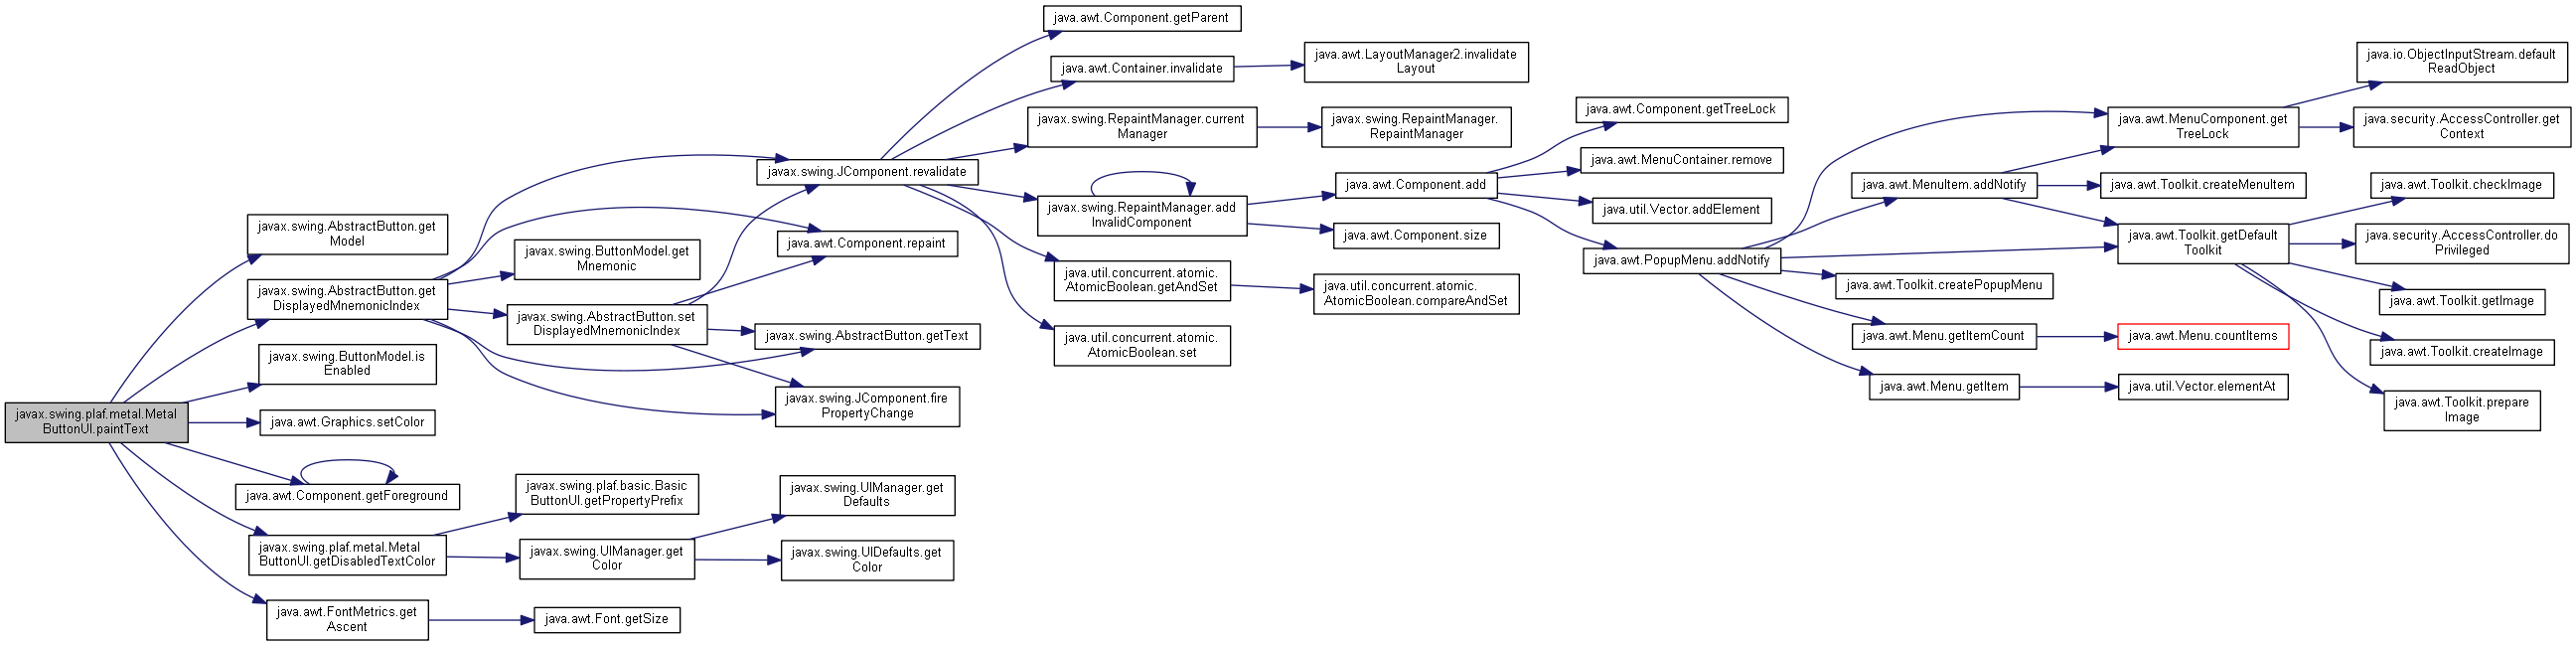 javax.swing.plaf.metal.Metal
ButtonUI.paintText
javax.swing.AbstractButton.get
Model
javax.swing.AbstractButton.get
DisplayedMnemonicIndex
javax.swing.ButtonModel.is
Enabled
java.awt.Graphics.setColor
java.awt.Component.getForeground
javax.swing.plaf.metal.Metal
ButtonUI.getDisabledTextColor
java.awt.FontMetrics.get
Ascent
javax.swing.ButtonModel.get
Mnemonic
javax.swing.AbstractButton.set
DisplayedMnemonicIndex
javax.swing.plaf.basic.Basic
ButtonUI.getPropertyPrefix
javax.swing.UIManager.get
Color
java.awt.Font.getSize
javax.swing.JComponent.revalidate
java.awt.Component.repaint
javax.swing.AbstractButton.getText
javax.swing.JComponent.fire
PropertyChange
javax.swing.UIManager.get
Defaults
javax.swing.UIDefaults.get
Color
java.awt.Component.getParent
java.awt.Container.invalidate
javax.swing.RepaintManager.current
Manager
javax.swing.RepaintManager.add
InvalidComponent
java.util.concurrent.atomic.
AtomicBoolean.getAndSet
java.util.concurrent.atomic.
AtomicBoolean.set
java.awt.LayoutManager2.invalidate
Layout
javax.swing.RepaintManager.
RepaintManager
java.awt.Component.add
java.awt.Component.size
java.util.concurrent.atomic.
AtomicBoolean.compareAndSet
java.awt.Component.getTreeLock
java.awt.MenuContainer.remove
java.util.Vector.addElement
java.awt.PopupMenu.addNotify
java.awt.MenuItem.addNotify
java.awt.Toolkit.createPopupMenu
java.awt.Menu.getItemCount
java.awt.Menu.getItem
java.awt.MenuComponent.get
TreeLock
java.awt.Toolkit.createMenuItem
java.awt.Toolkit.getDefault
Toolkit
java.awt.Menu.countItems
java.util.Vector.elementAt
java.io.ObjectInputStream.default
ReadObject
java.security.AccessController.get
Context
java.awt.Toolkit.checkImage
java.security.AccessController.do
Privileged
java.awt.Toolkit.getImage
java.awt.Toolkit.createImage
java.awt.Toolkit.prepare
Image